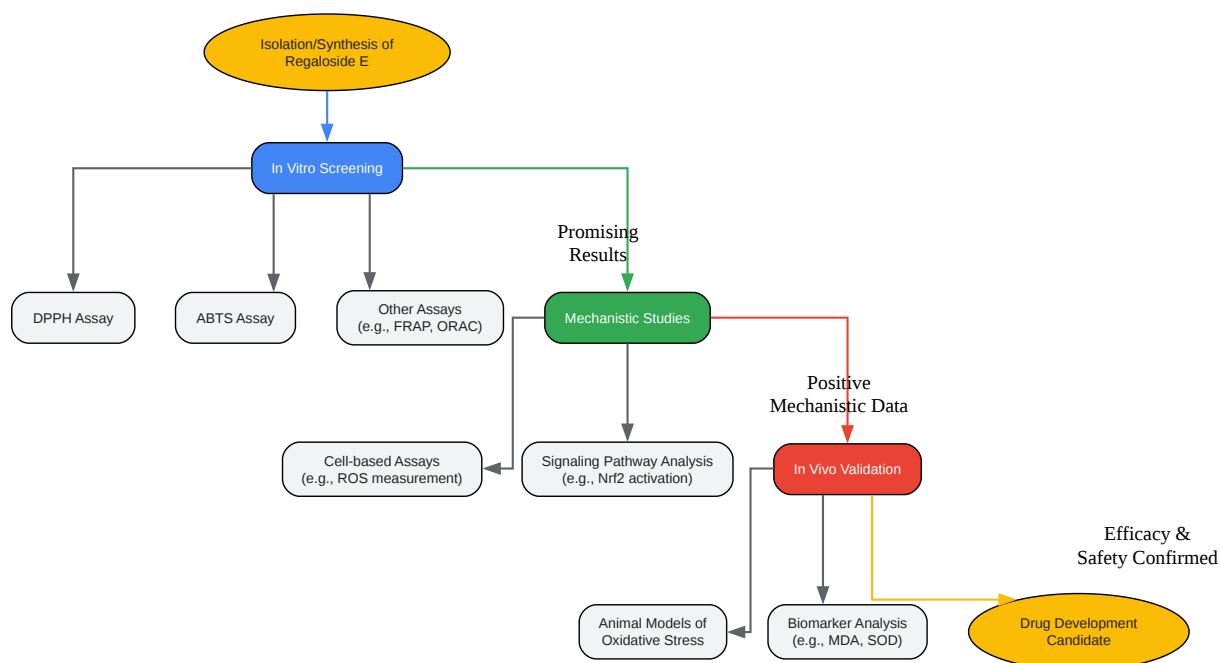 Isolation/Synthesis of
Regaloside E
In Vitro Screening
Promising
Results
DPPH Assay
ABTS Assay
Other Assays
(e.g., FRAP, ORAC)
Mechanistic Studies
Positive
Mechanistic Data
Cell-based Assays
(e.g., ROS measurement)
Signaling Pathway Analysis
(e.g., Nrf2 activation)
In Vivo Validation
Efficacy &
Safety Confirmed
Animal Models of
Oxidative Stress
Biomarker Analysis
(e.g., MDA, SOD)
Drug Development
Candidate